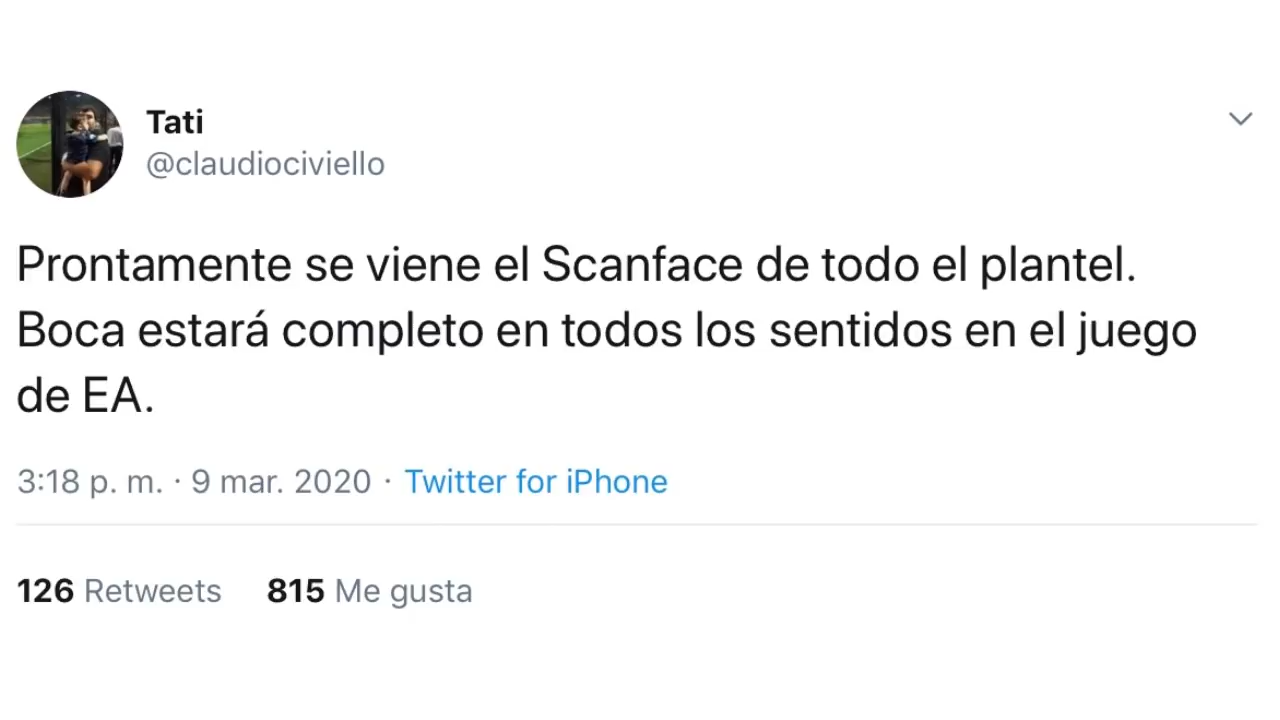 Tati
@claudiociviello
Prontamente se viene el Scanface de todo el plantel.
Boca estará completo en todos los sentidos en el juego
de EA.
3:18 p. m. · 9 mar. 2020 · Twitter for iPhone
126 Retweets 815 Me gusta